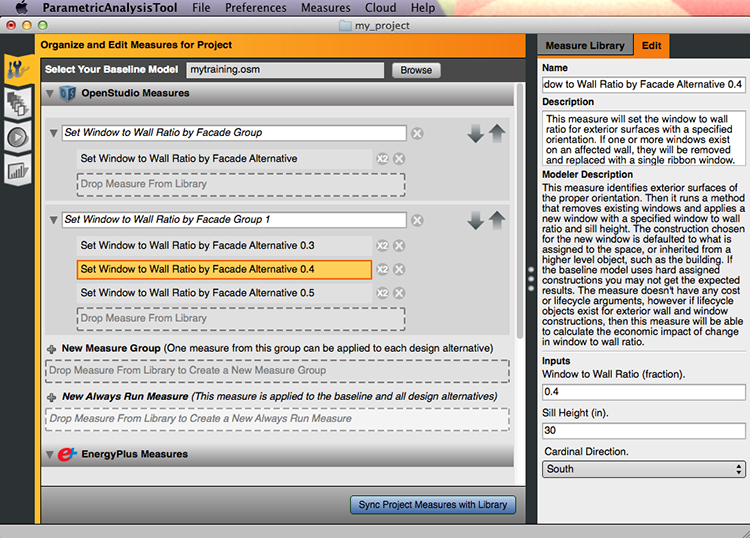 ParametricAnalysisTool File Preferences Measures Cloud Help
my_project
Organize and Edit Measures for Project
Select Your Baseline Model mytraining.osm Browse
OpenStudio Measures
Set Window to Wall Ratio by Facade Group
Set Window to Wall Ratio by Facade Alternative X2
Drop Measure From Library
Set Window to Wall Ratio by Facade Group 1
Set Window to Wall Ratio by Facade Alternative 0.3 X2
Set Window to Wall Ratio by Facade Alternative 0.4 X2
Set Window to Wall Ratio by Facade Alternative 0.5 X2
Drop Measure From Library
New Measure Group (One measure from this group can be applied to each design alternative)
Drop Measure From Library to Create a New Measure Group
New Always Run Measure (This measure is applied to the baseline and all design alternatives)
Drop Measure From Library to Create a New Always Run Measure
e+ EnergyPlus Measures
Sync Project Measures with Library
Measure Library Edit
Name
dow to Wall Ratio by Facade Alternative 0.4
Description
This measure will set the window to wall
ratio for exterior surfaces with a specified
orientation. If one or more windows exist
on an affected wall, they will be removed
and replaced with a single ribbon window.
Modeler Description
This measure identifies exterior surfaces of
the proper orientation. Then it runs a method
that removes existing windows and applies a
new window with a specified window to wall
ratio and sill height. The construction chosen
for the new window is defaulted to what is
assigned to the space, or inherited from a
higher level object, such as the building. If
the baseline model uses hard assigned
constructions you may not get the expected
results. The measure doesn't have any cost
or lifecycle arguments, however if lifecycle
objects exist for exterior wall and window
constructions, then this measure will be able
to calculate the economic impact of change
in window to wall ratio.
Inputs
Window to Wall Ratio (fraction).
0.4
Sill Height (in).
30
Cardinal Direction.
South